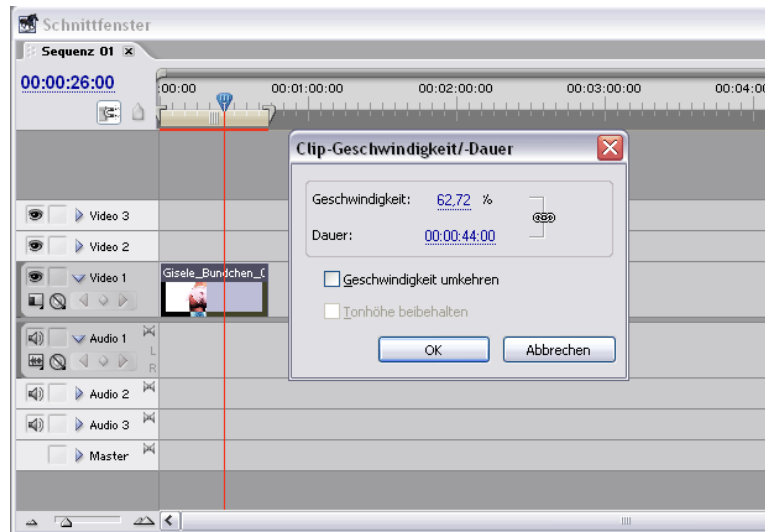 Schnittfenster
Sequenz 01
00:00:26:00
:00:00 00:01:00:00 00:02:00:00 00:03:00:00 00:04:0
Clip-Geschwindigkeit/-Dauer
Geschwindigkeit: 62,72 %
Dauer: 00:00:44:00
Geschwindigkeit umkehren
Tonhöhe beibehalten
OK Abbrechen
Video 3
Video 2
Video 1 Gisele_Bundchen_0
Audio 1
L
R
Audio 2
Audio 3
Master